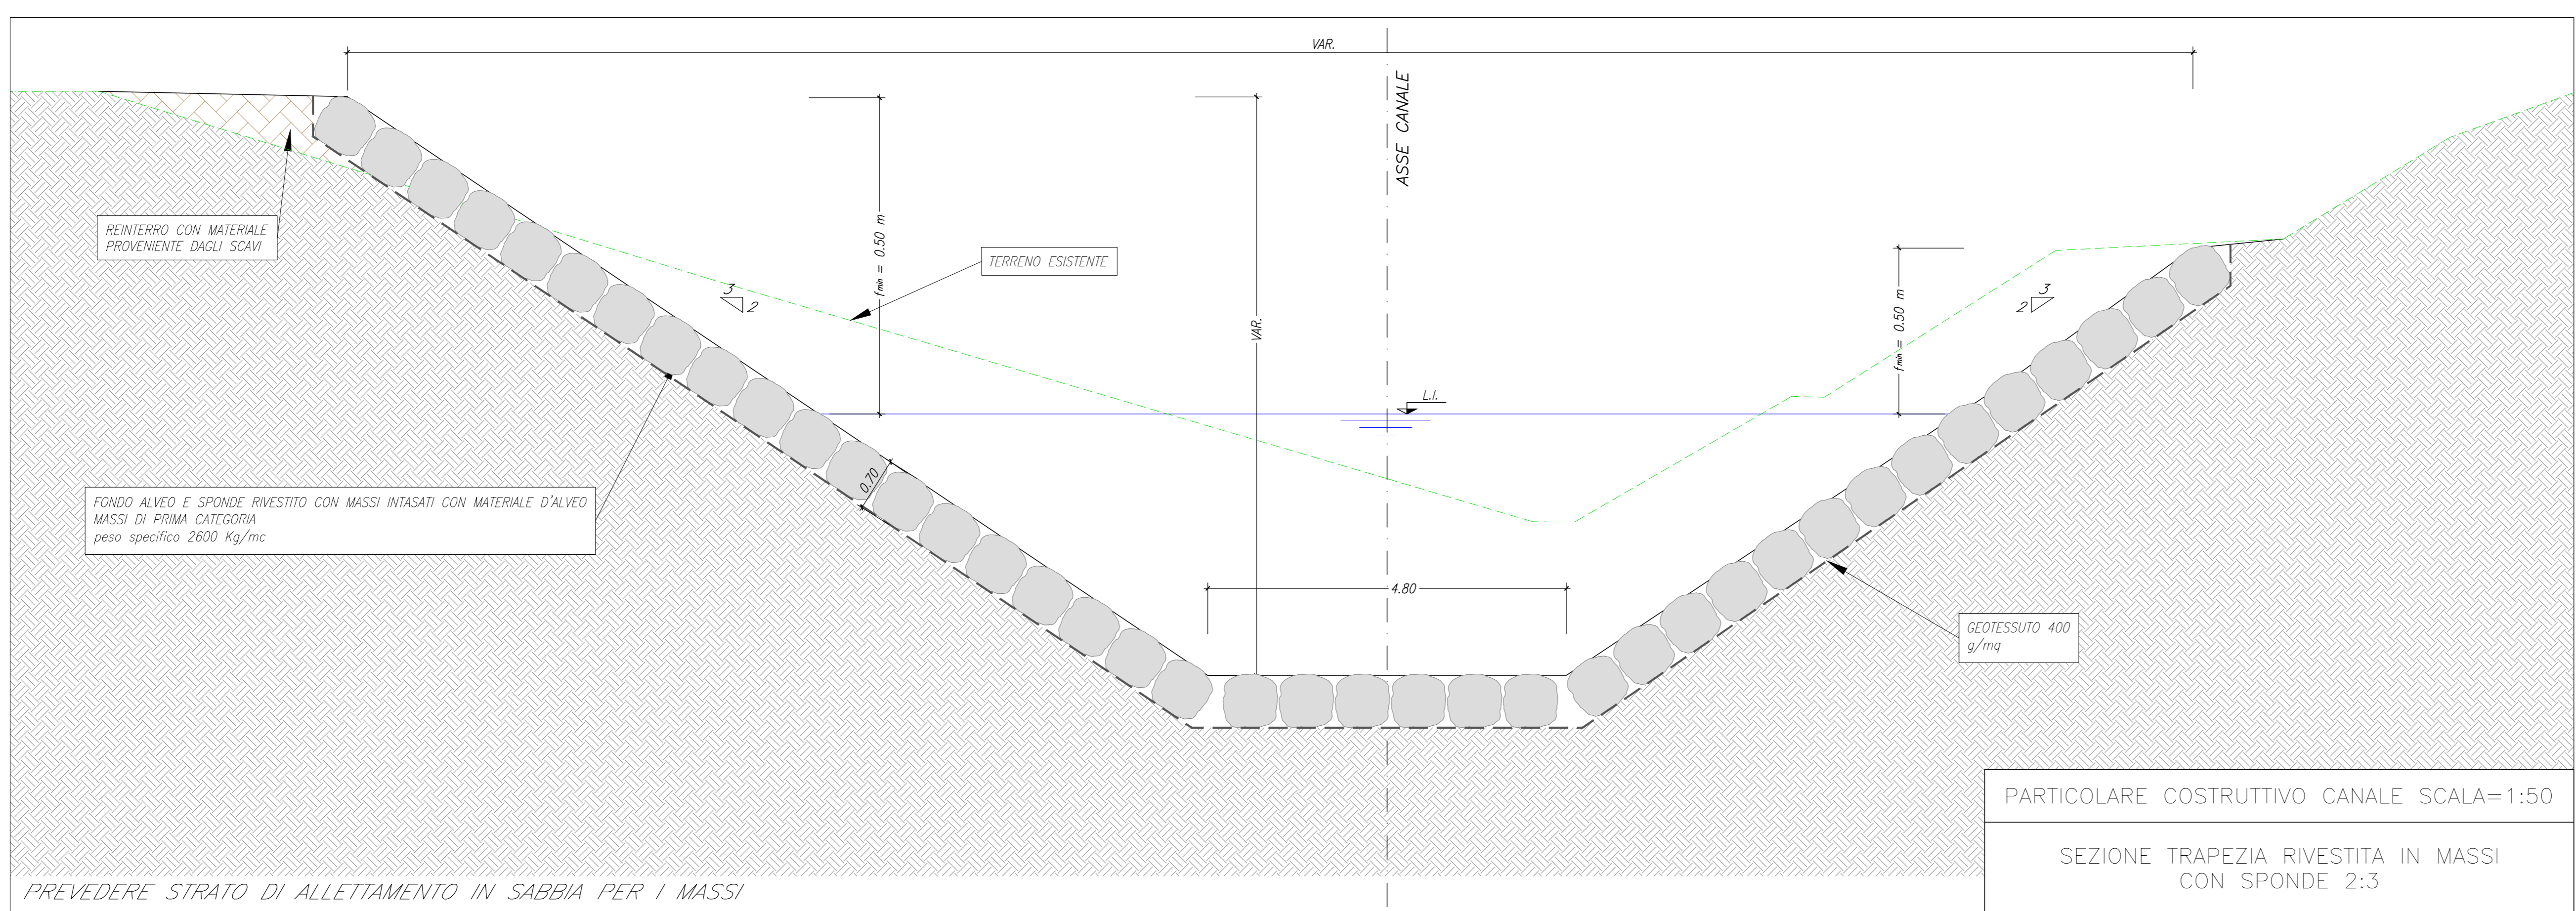 VAR.
ASSE CANALE
REINTERRO CON MATERIALE
PROVENIENTE DAGLI SCAVI
fmin = 0.50 m
TERRENO ESISTENTE
3
2
VAR.
fmin = 0.50 m
3
2
L.I.
0.70
FONDO ALVEO E SPONDE RIVESTITO CON MASSI INTASATI CON MATERIALE D'ALVEO
MASSI DI PRIMA CATEGORIA
peso specifico 2600 Kg/mc
4.80
GEOTESSUTO 400
g/mq
PARTICOLARE COSTRUTTIVO CANALE SCALA=1:50
SEZIONE TRAPEZIA RIVESTITA IN MASSI
CON SPONDE 2:3
PREVEDERE STRATO DI ALLETTAMENTO IN SABBIA PER I MASSI